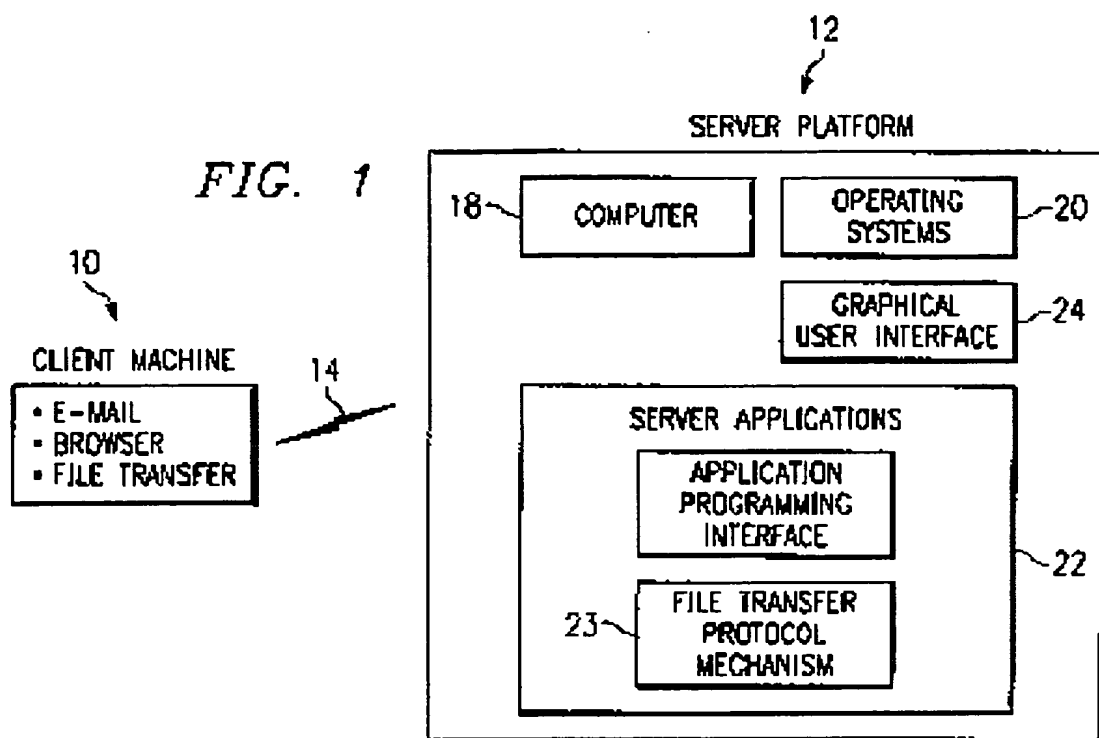 12
SERVER PLATFORM
FIG. 1
18
COMPUTER
OPERATING
SYSTEMS
20
GRAPHICAL
USER INTERFACE
24
10
CLIENT MACHINE
▪ E-MAIL
▪ BROWSER
▪ FILE TRANSFER
14
SERVER APPLICATIONS
APPLICATION
PROGRAMMING
INTERFACE
22
23
FILE TRANSFER
PROTOCOL
MECHANISM